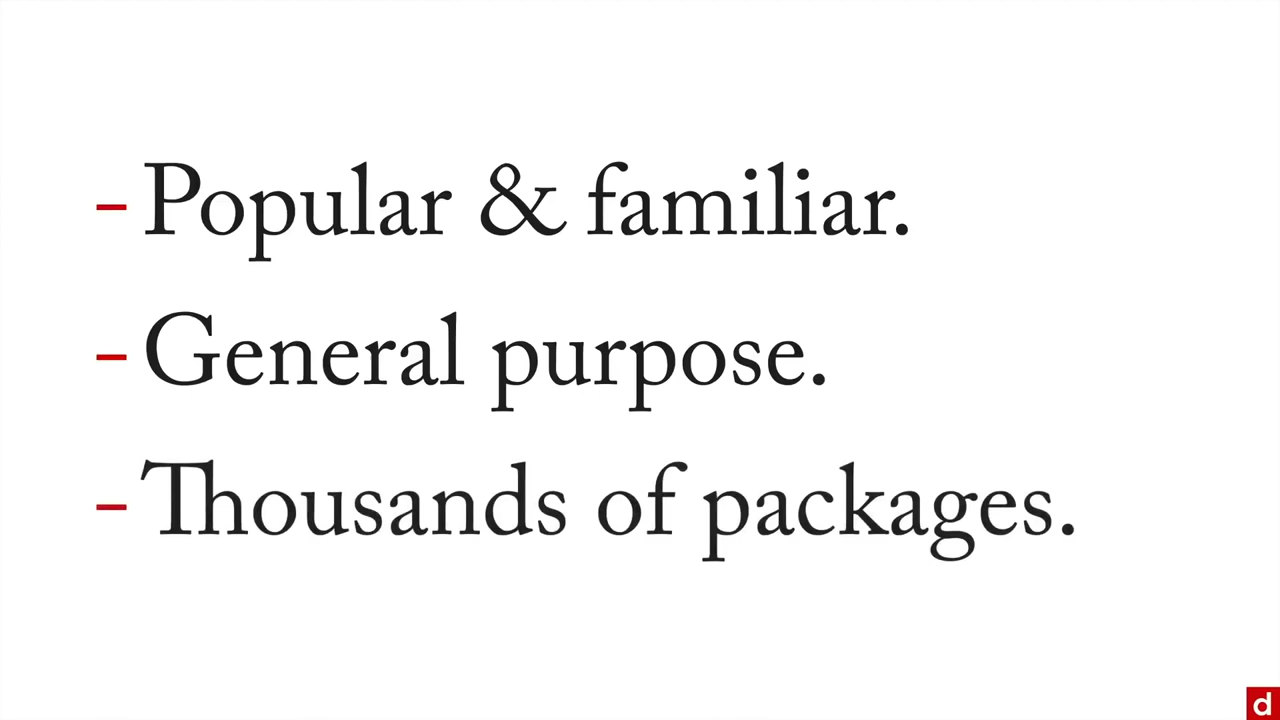 - Popular & familiar.
- General purpose.
- Thousands of packages.
d